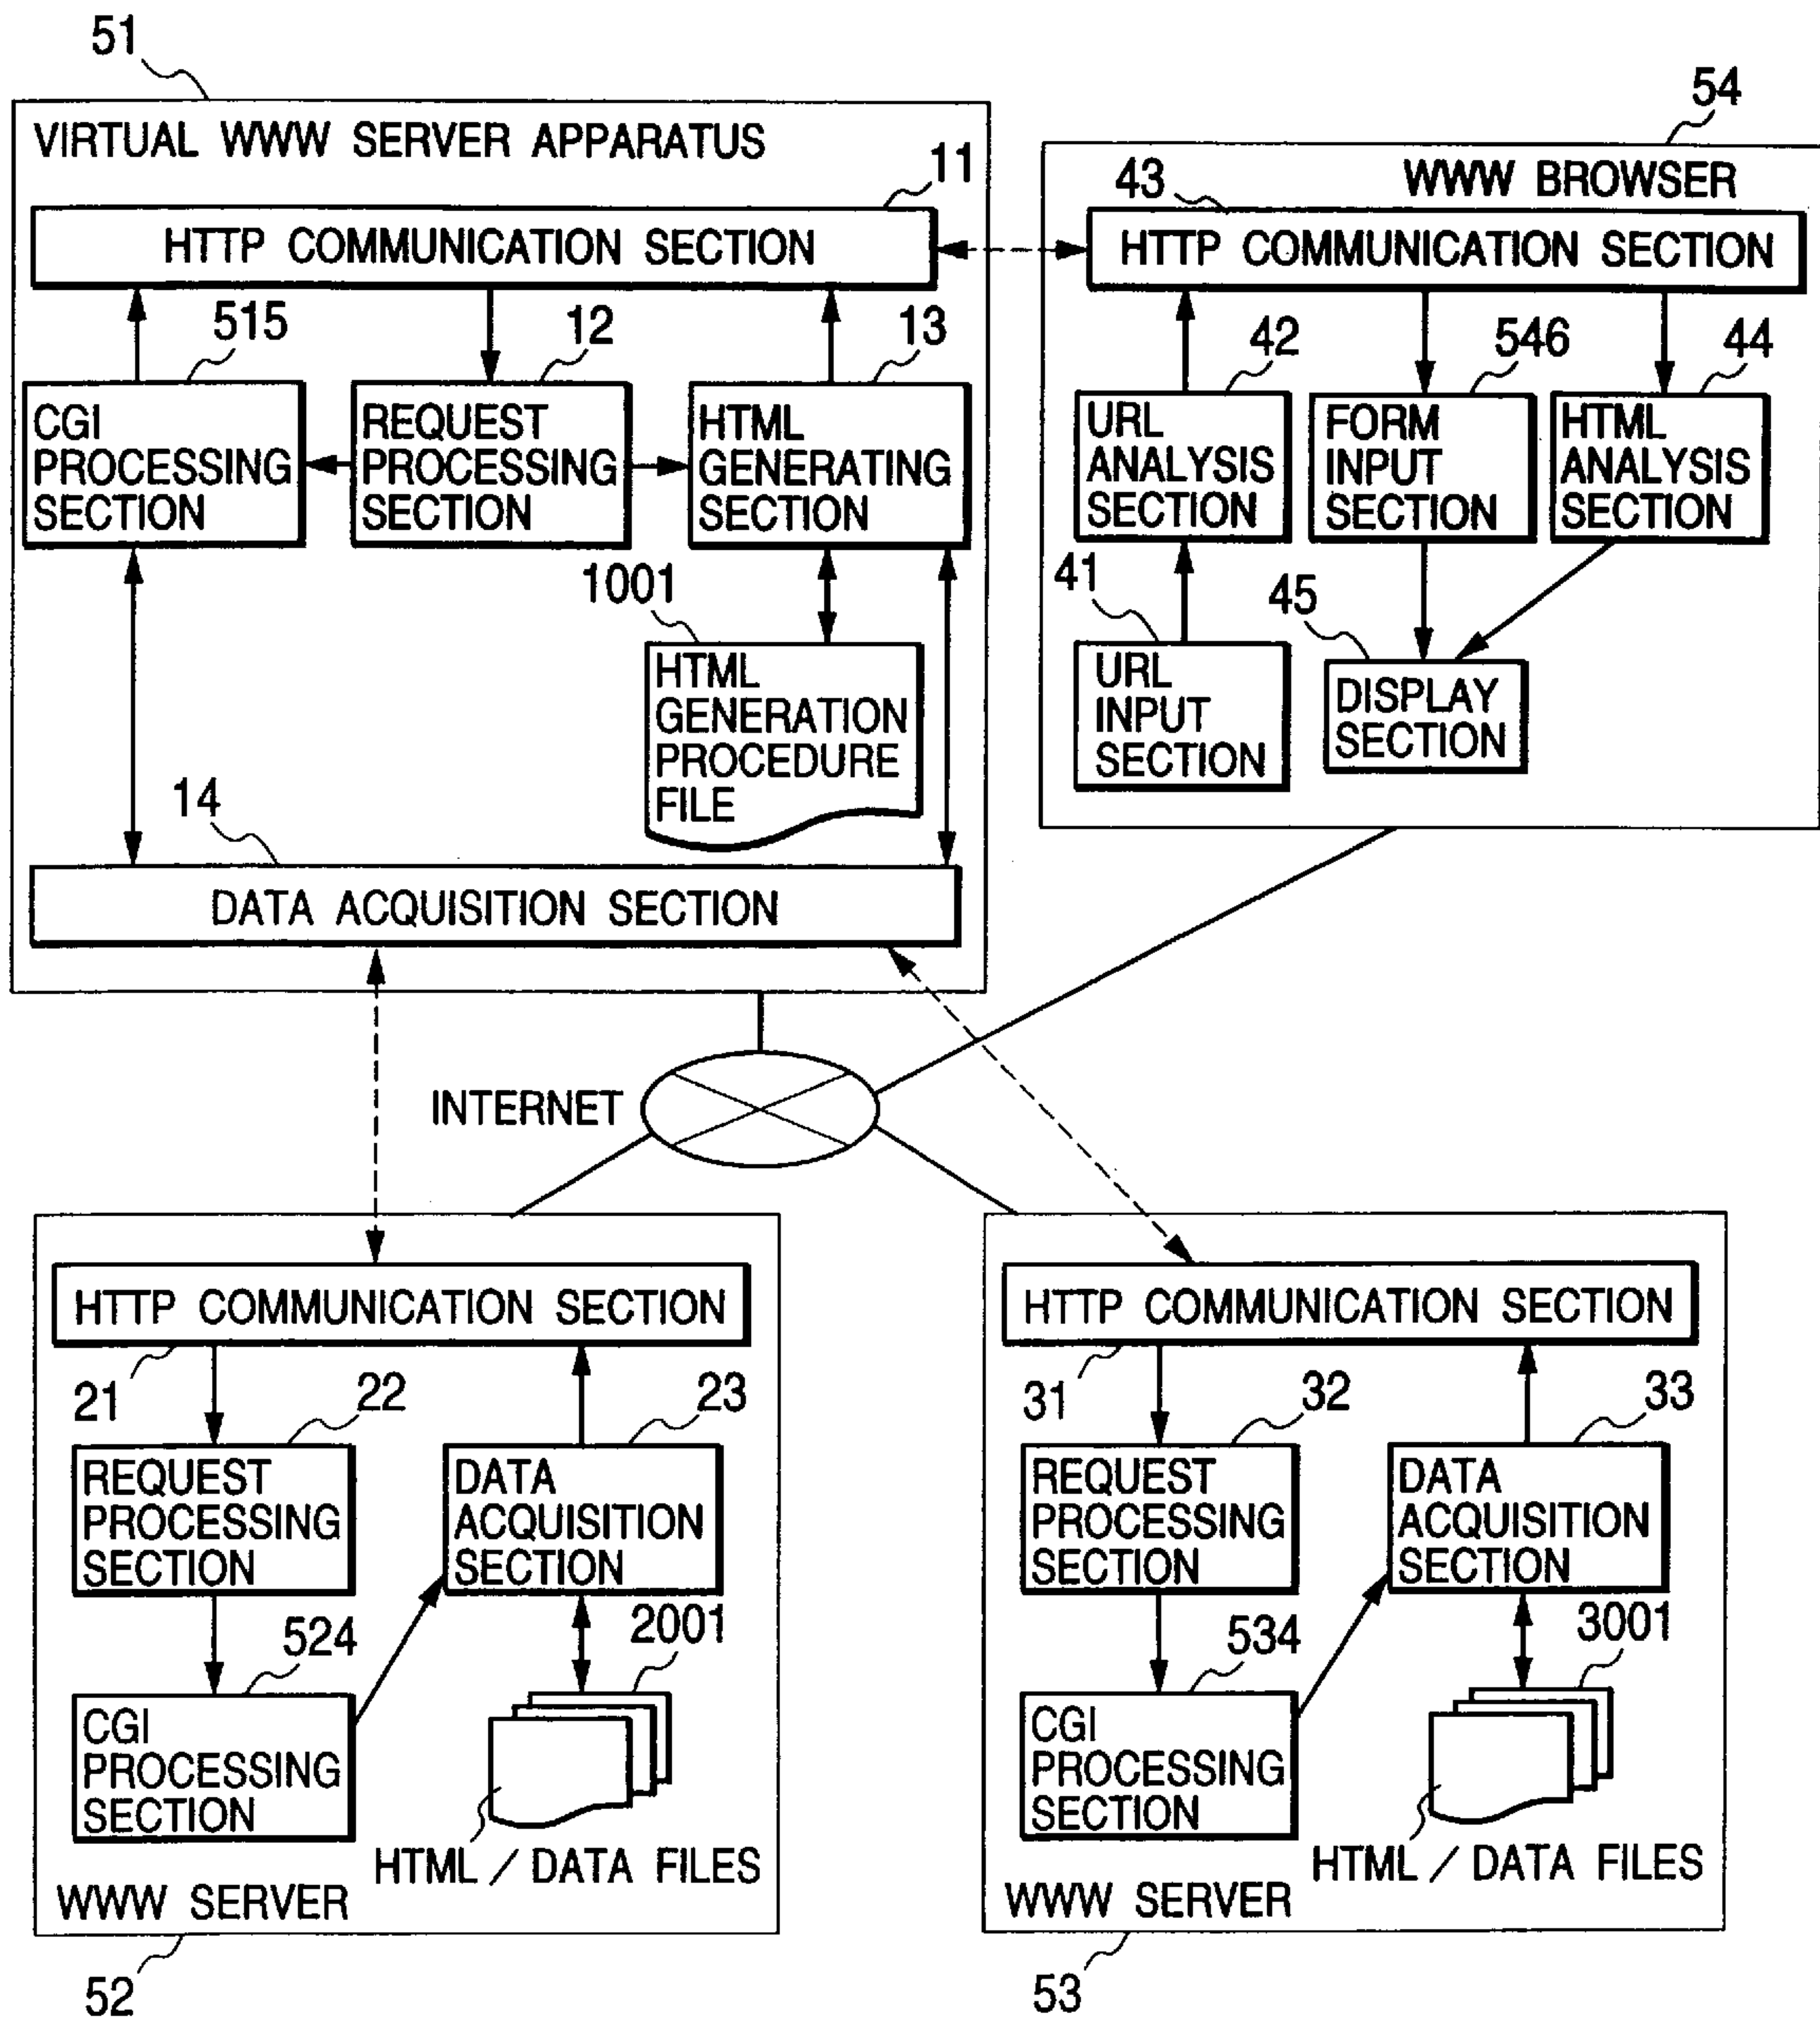 51
VIRTUAL WWW SERVER APPARATUS
11
HTTP COMMUNICATION SECTION
515
12
13
CGI
PROCESSING
SECTION
REQUEST
PROCESSING
SECTION
HTML
GENERATING
SECTION
1001
HTML
GENERATION
PROCEDURE
FILE
14
DATA ACQUISITION SECTION
54
WWW BROWSER
43
HTTP COMMUNICATION SECTION
42
546
44
URL
ANALYSIS
SECTION
FORM
INPUT
SECTION
HTML
ANALYSIS
SECTION
41
45
URL
INPUT
SECTION
DISPLAY
SECTION
INTERNET
HTTP COMMUNICATION SECTION
21
22
23
REQUEST
PROCESSING
SECTION
DATA
ACQUISITION
SECTION
524
2001
CGI
PROCESSING
SECTION
HTML / DATA FILES
WWW SERVER
52
HTTP COMMUNICATION SECTION
31
32
33
REQUEST
PROCESSING
SECTION
DATA
ACQUISITION
SECTION
534
3001
CGI
PROCESSING
SECTION
HTML / DATA FILES
WWW SERVER
53